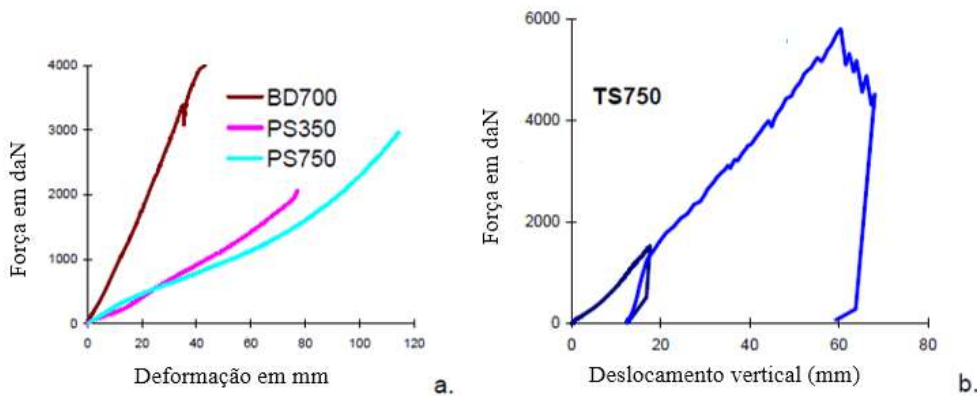 4000
3000
2000
1000
0
Força em daN
BD700
PS350
PS750
0 20 40 60 80 100 120
Deformação em mm
a.
6000
4000
2000
0
Força em daN
TS750
0 20 40 60 80
Deslocamento vertical (mm)
b.